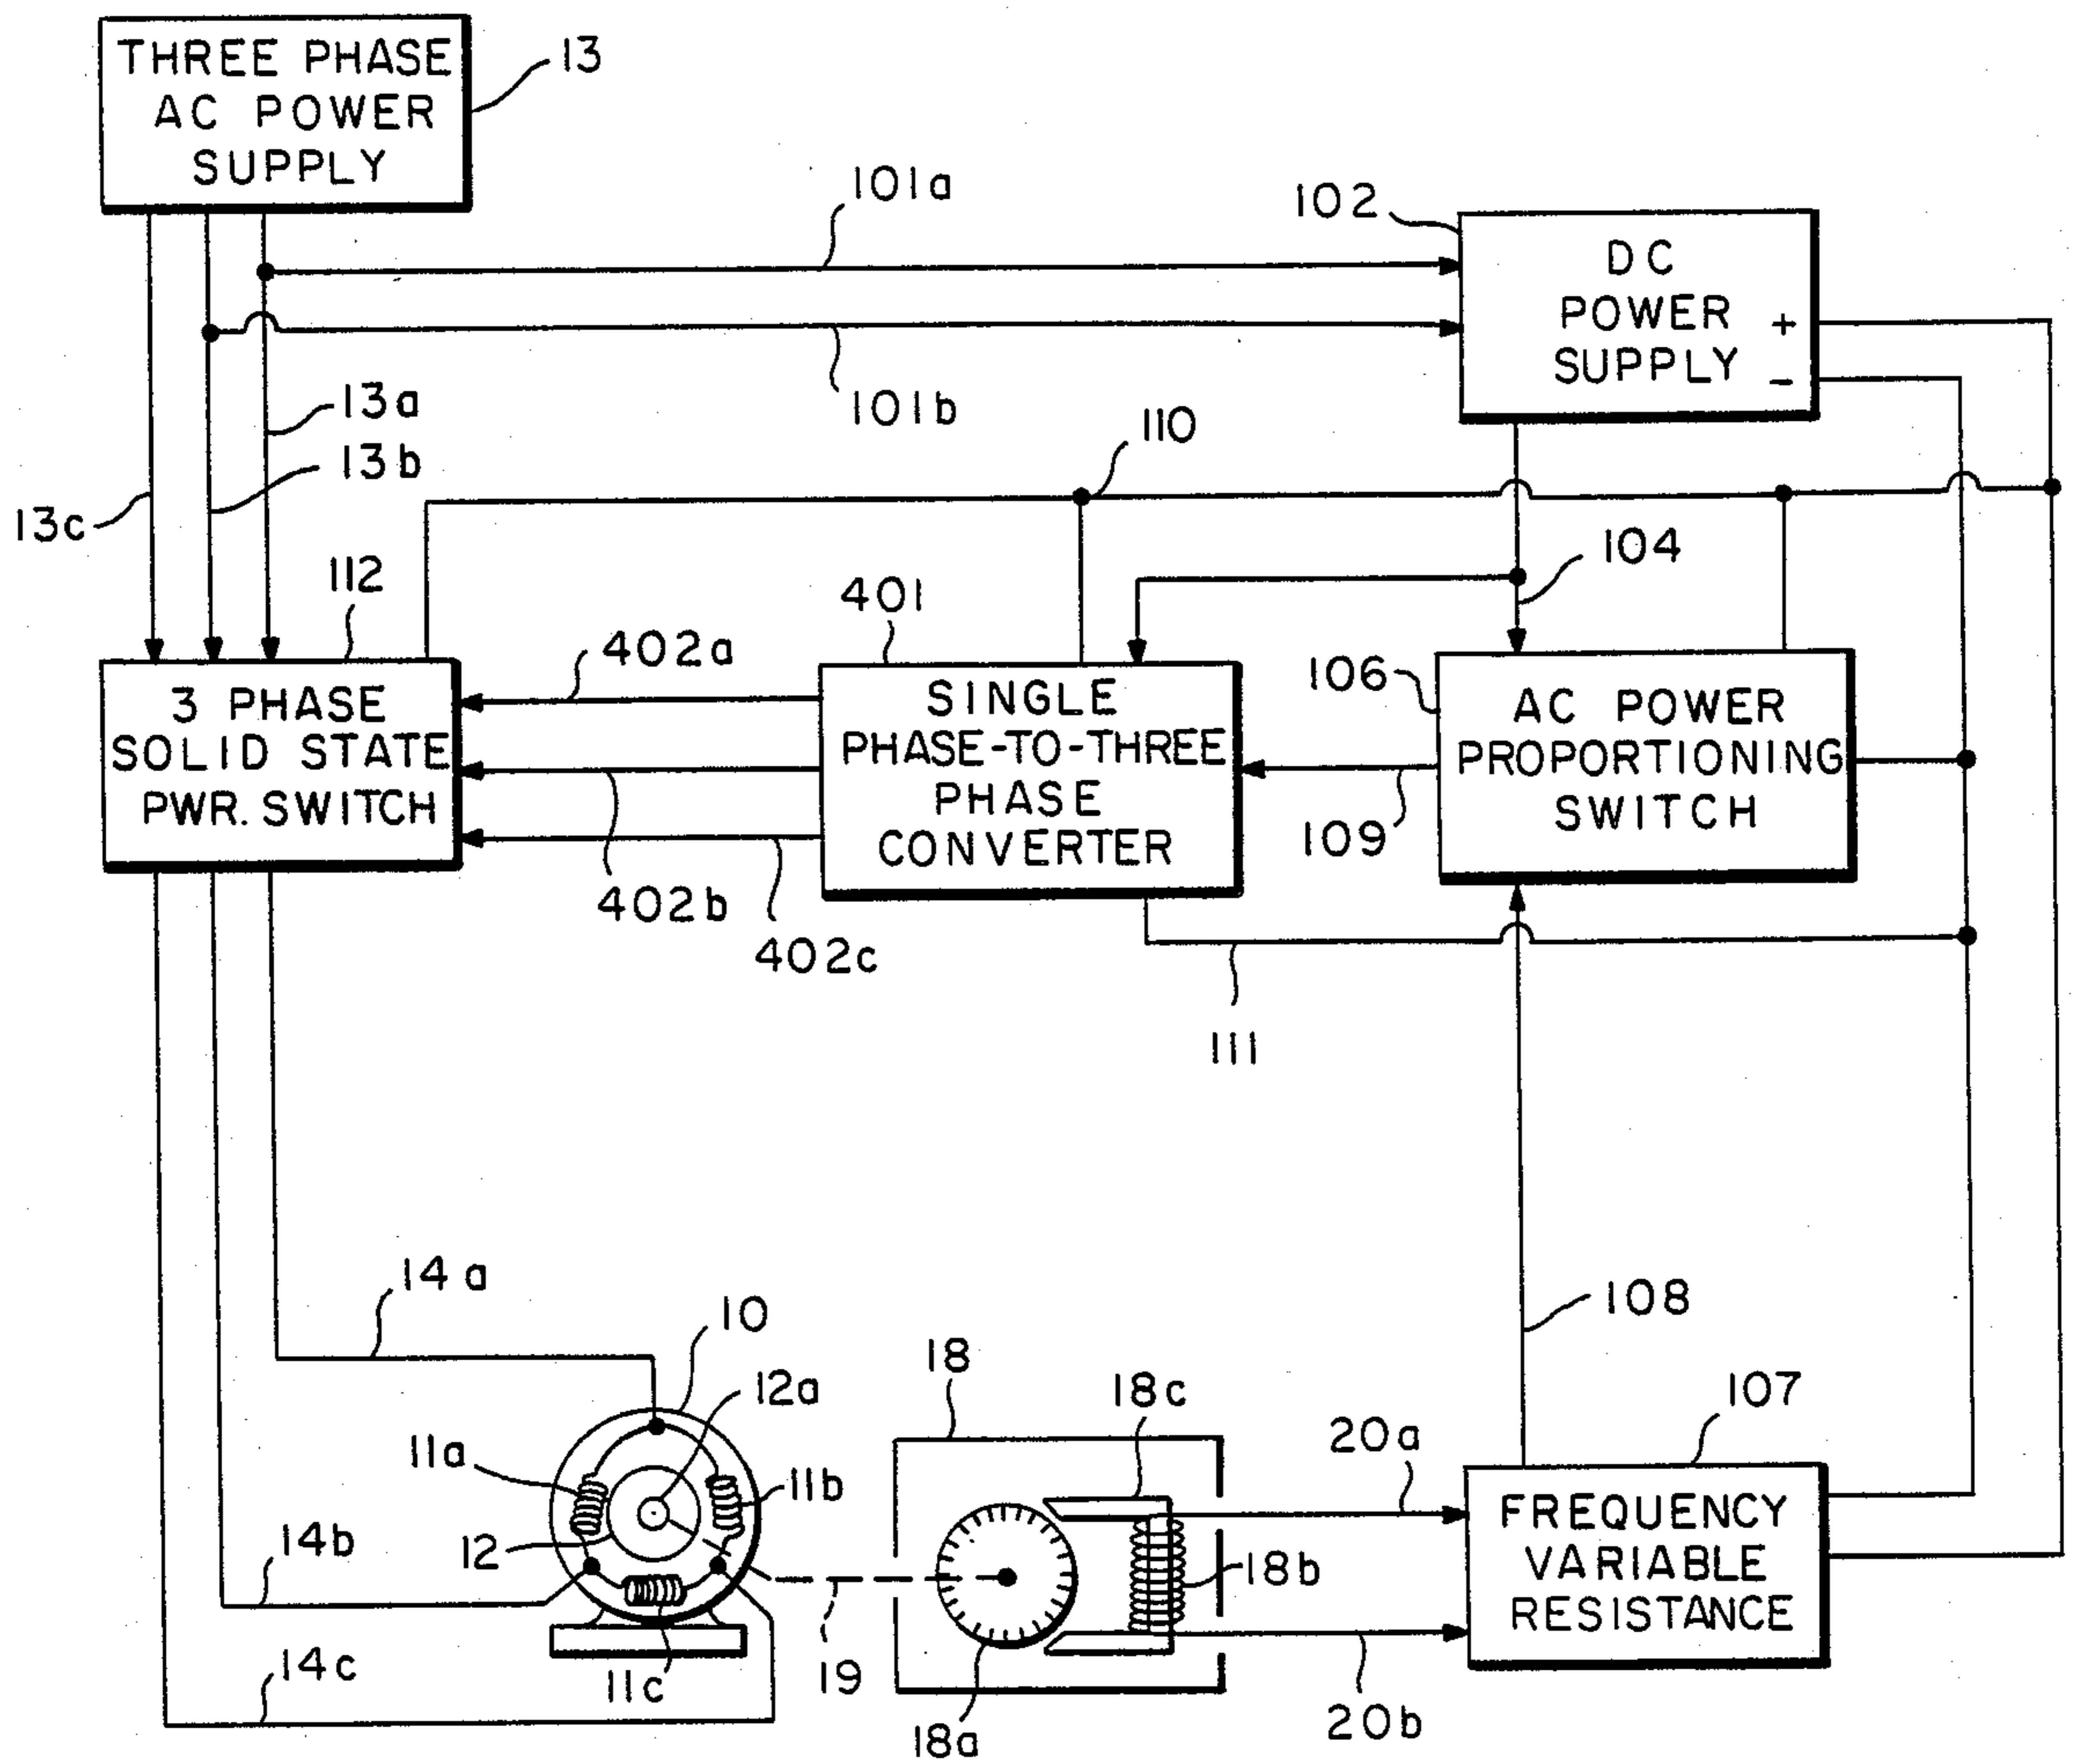 THREE PHASE
AC POWER
SUPPLY
13
101a
102
DC
POWER
SUPPLY
+
−
101b
13a
13b
13c
110
104
112
401
402a
106
3 PHASE
SOLID STATE
PWR. SWITCH
SINGLE
PHASE-TO-THREE
PHASE
CONVERTER
AC POWER
PROPORTIONING
SWITCH
109
402b
402c
111
14a
10
108
18
12a
18c
107
11a
11b
20a
FREQUENCY
VARIABLE
RESISTANCE
14b
12
18b
14c
11c
19
18a
20b